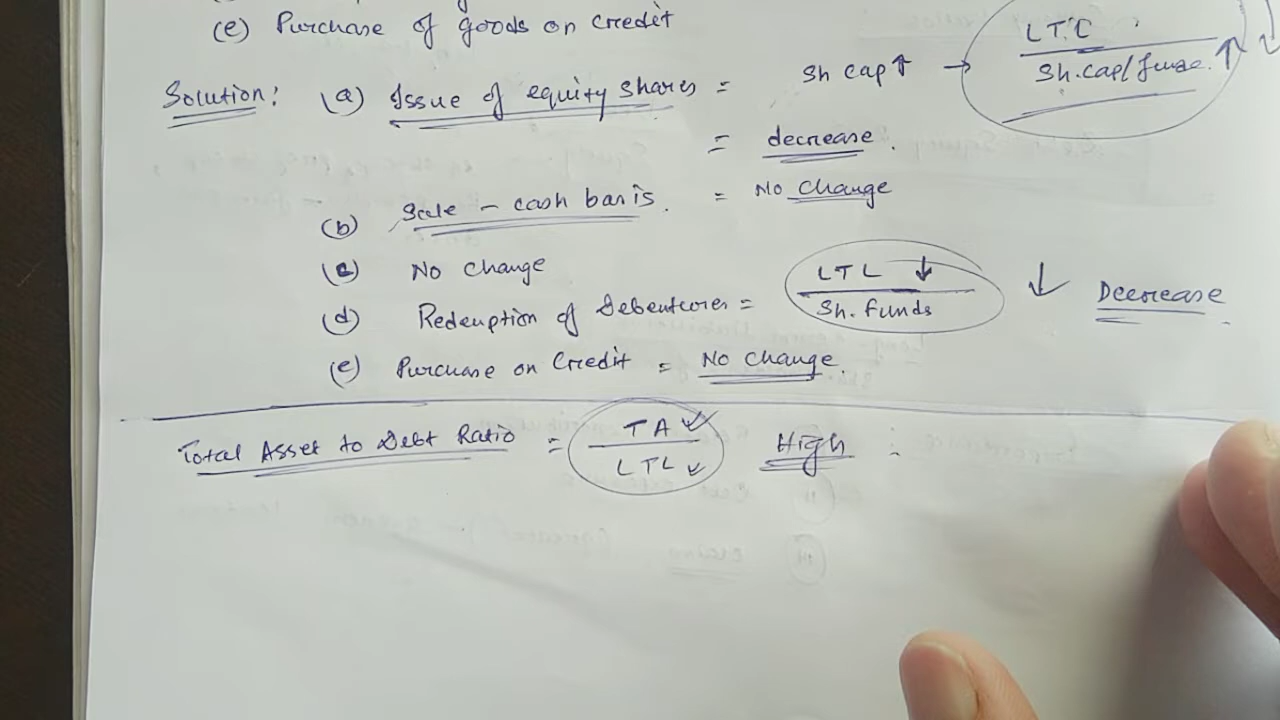 (e) Purchase of goods on credit
Solution: (a) Issue of equity shares = Sh cap↑ → LTL / Sh. cap/ funds. ↑ ↓
= decrease.
(b) Sale - cash basis. = No change
(c) No change
(d) Redemption of Debentures = LTL ↓ / Sh. funds ↓ Decrease
(e) Purchase on Credit = No change.
Total Asset to Debt Ratio = TA / LTL High :